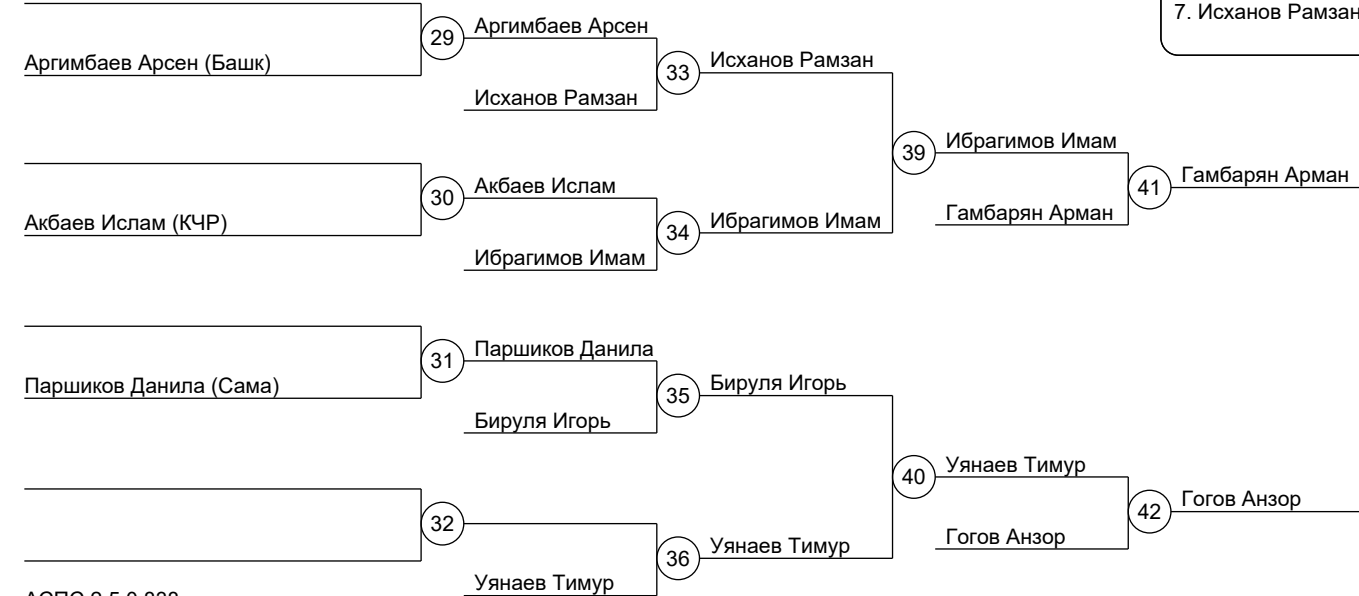 7. Исханов Рамзан
29
Аргимбаев Арсен
Аргимбаев Арсен (Башк)
33
Исханов Рамзан
Исханов Рамзан
39
Ибрагимов Имам
30
Акбаев Ислам
41
Гамбарян Арман
Акбаев Ислам (КЧР)
34
Ибрагимов Имам
Гамбарян Арман
Ибрагимов Имам
31
Паршиков Данила
Паршиков Данила (Сама)
35
Бируля Игорь
Бируля Игорь
40
Уянаев Тимур
32
42
Гогов Анзор
36
Уянаев Тимур
Гогов Анзор
Уянаев Тимур